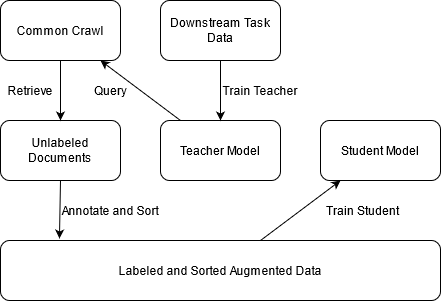 Common Crawl
Downstream Task
Data
Retrieve
Query
Train Teacher
Unlabeled
Documents
Teacher Model
Student Model
Annotate and Sort
Train Student
Labeled and Sorted Augmented Data